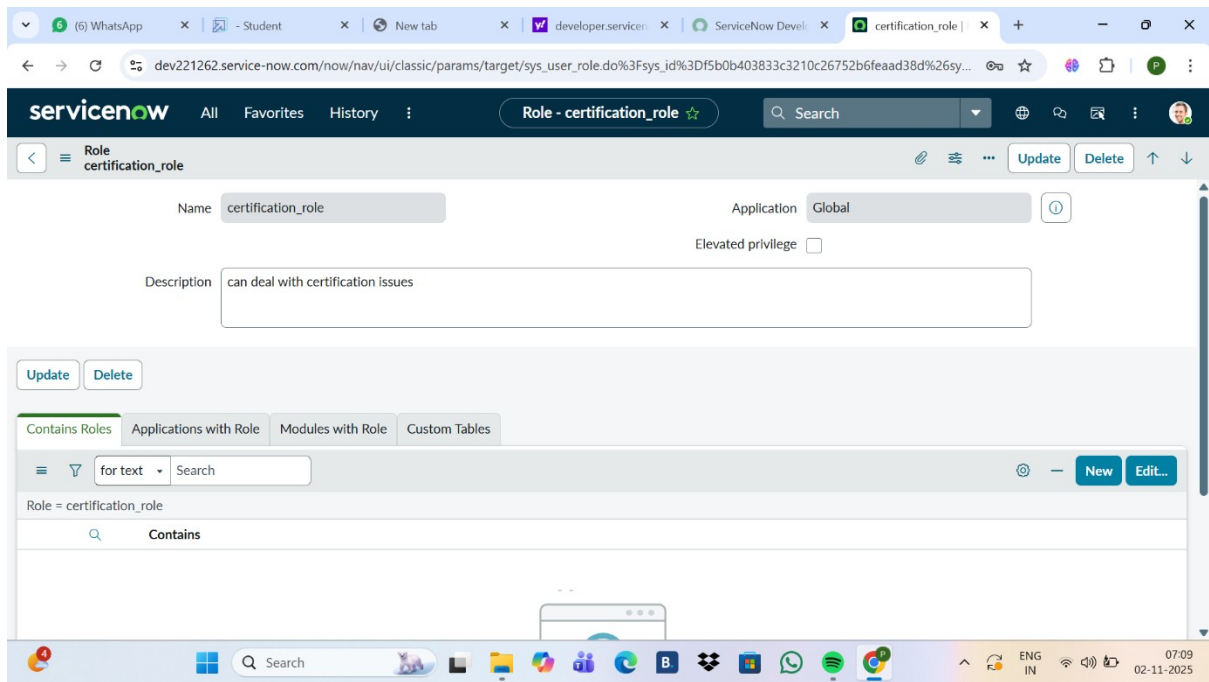 (6) WhatsApp
- Student
New tab
developer.servicen
ServiceNow Devel
certification_role |
dev221262.service-now.com/now/nav/ui/classic/params/target/sys_user_role.do%3Fsys_id%3Df5b0b403833c3210c26752b6feaad38d%26sy...
P
servicenow
All
Favorites
History
Role - certification_role
Search
Role
certification_role
Update
Delete
Name
certification_role
Application
Global
Elevated privilege
Description
can deal with certification issues
Update
Delete
Contains Roles
Applications with Role
Modules with Role
Custom Tables
for text
Search
New
Edit...
Role = certification_role
Contains
4
Search
B.
P
ENG
IN
07:09
02-11-2025